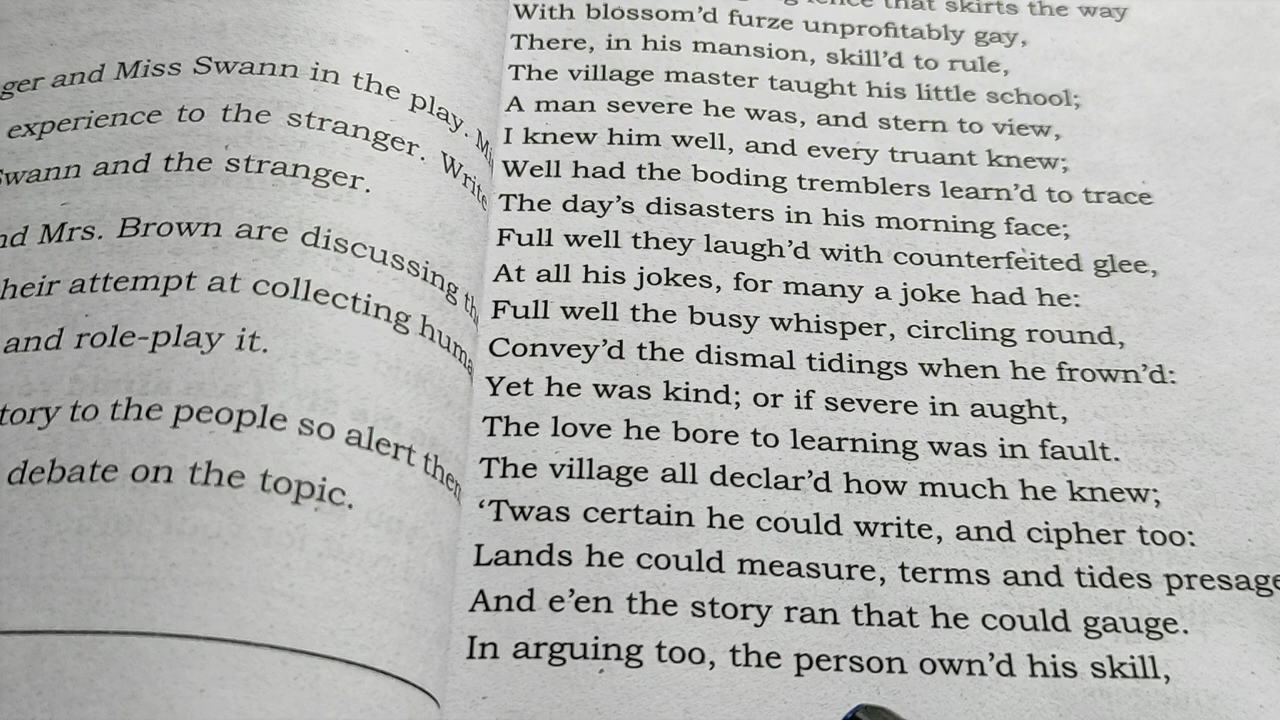 ger and Miss Swann in the play.
experience to the stranger. Write
Swann and the stranger.
nd Mrs. Brown are discussing th
heir attempt at collecting huma
and role-play it.
tory to the people so alert then
debate on the topic.
that skirts the way
With blossom'd furze unprofitably gay,
There, in his mansion, skill'd to rule,
The village master taught his little school;
A man severe he was, and stern to view,
I knew him well, and every truant knew;
Well had the boding tremblers learn'd to trace
The day's disasters in his morning face;
Full well they laugh'd with counterfeited glee,
At all his jokes, for many a joke had he:
Full well the busy whisper, circling round,
Convey'd the dismal tidings when he frown'd:
Yet he was kind; or if severe in aught,
The love he bore to learning was in fault.
The village all declar'd how much he knew;
‘Twas certain he could write, and cipher too:
Lands he could measure, terms and tides presage
And e'en the story ran that he could gauge.
In arguing too, the person own'd his skill,